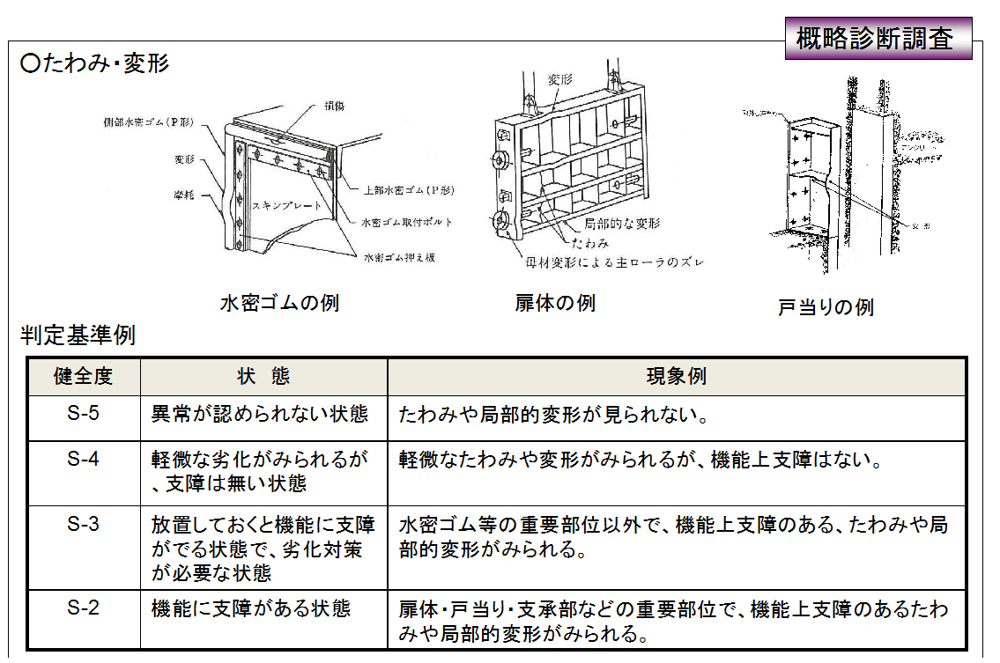 概略診断調査
○たわみ・変形
損傷
側部水密ゴム(P形)
変形
摩耗
スキンプレート
上部水密ゴム(P形)
水密ゴム取付ボルト
水密ゴム押え板
水密ゴムの例
変形
局部的な変形
たわみ
母材変形による主ローラのズレ
扉体の例
コンクリート
変形
戸当りの例
判定基準例
健全度 状 態 現象例
S-5 異常が認められない状態 たわみや局部的変形が見られない。
S-4 軽微な劣化がみられるが 軽微なたわみや変形がみられるが、機能上支障はない。
、支障は無い状態
S-3 放置しておくと機能に支障 水密ゴム等の重要部位以外で、機能上支障のある、たわみや局
がでる状態で、劣化対策 部的変形がみられる。
が必要な状態
S-2 機能に支障がある状態 扉体・戸当り・支承部などの重要部位で、機能上支障のあるたわ
みや局部的変形がみられる。